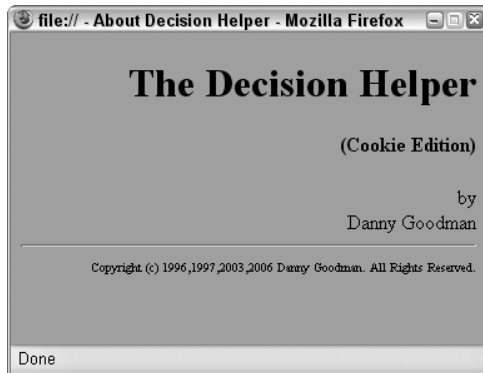 file:// - About Decision Helper - Mozilla Firefox
The Decision Helper
(Cookie Edition)
by
Danny Goodman
Copyright (c) 1996,1997,2003,2006 Danny Goodman. All Rights Reserved.
Done